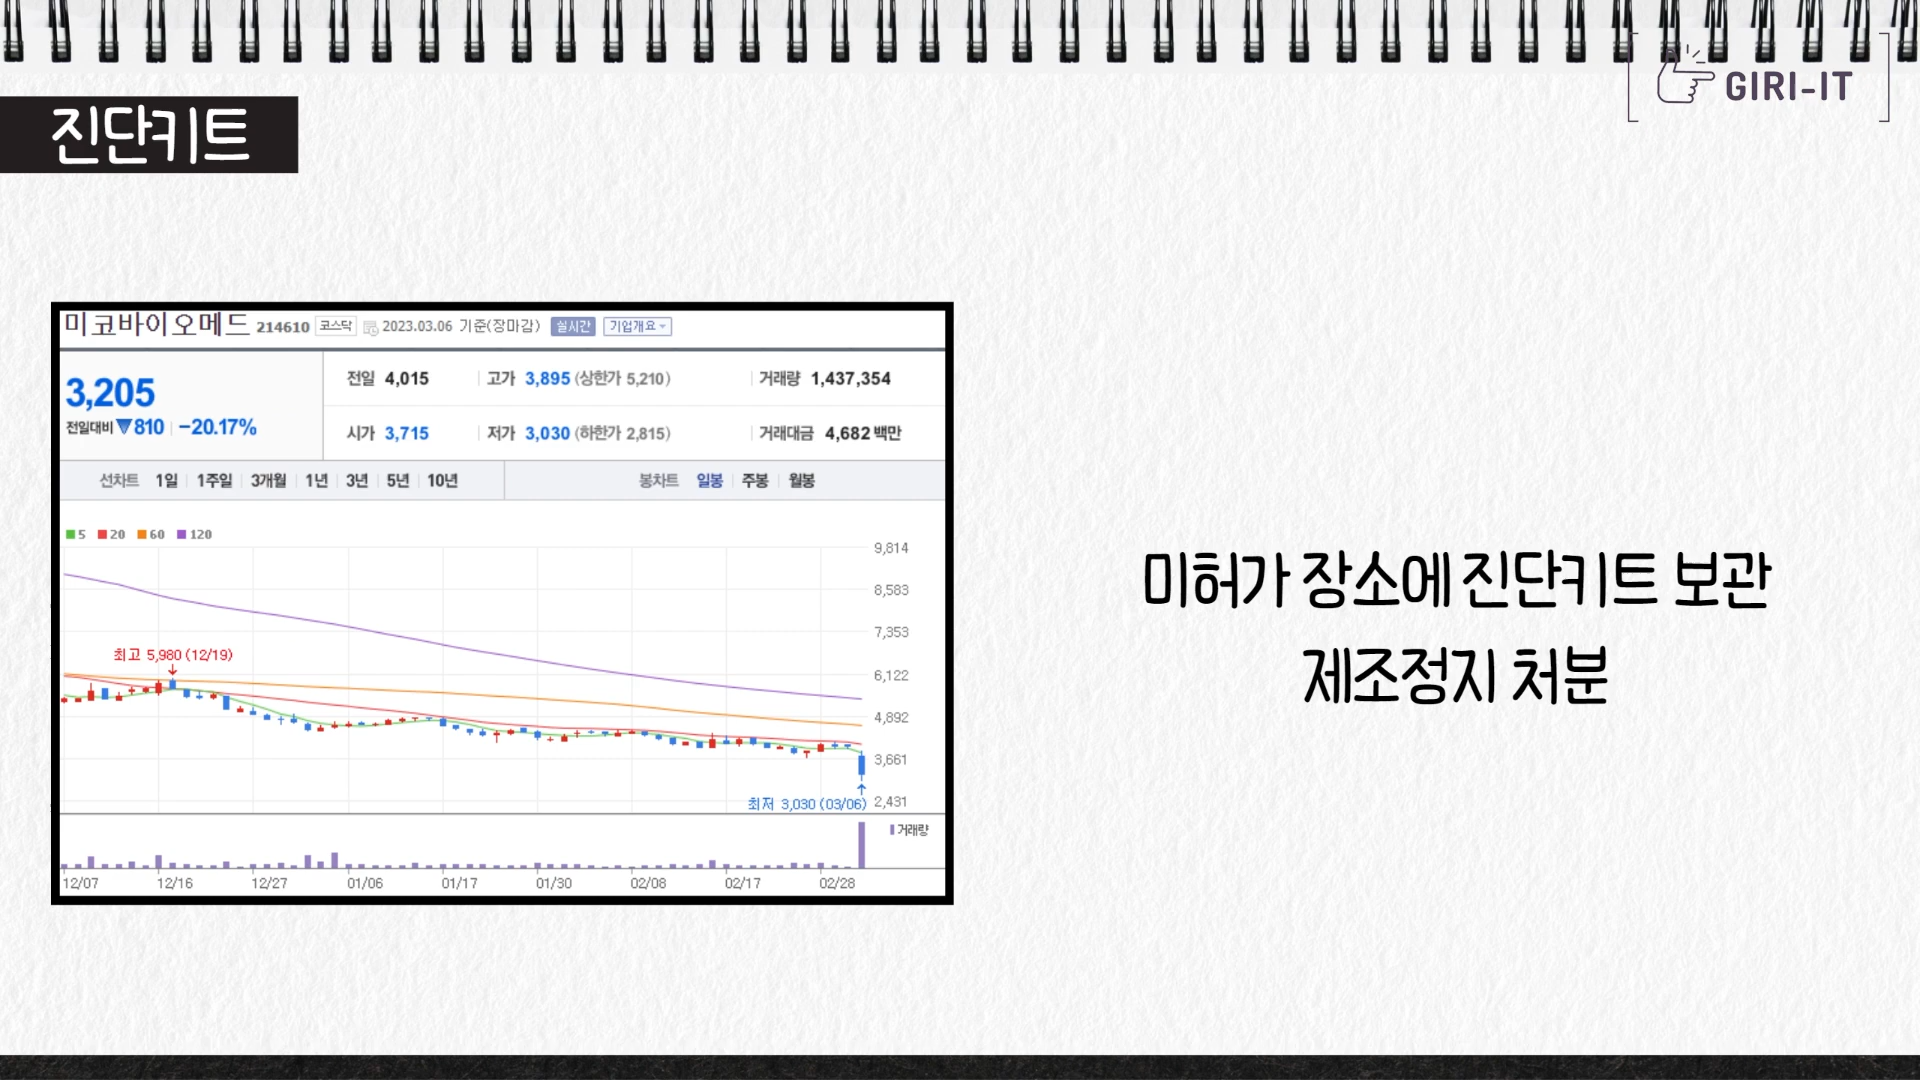 GIRI-IT
진단키트
미코바이오메드 214610 코스닥 2023.03.06 기준(장마감) 실시간 기업개요
3,205
전일대비 ▼810 -20.17%
전일 4,015 고가 3,895 (상한가 5,210) 거래량 1,437,354
시가 3,715 저가 3,030 (하한가 2,815) 거래대금 4,682 백만
선차트 1일 1주일 3개월 1년 3년 5년 10년 봉차트 일봉 주봉 월봉
5 20 60 120
9,814
8,583
7,353
최고 5,980 (12/19)
6,122
4,892
3,661
최저 3,030 (03/06) 2,431
거래량
12/07 12/16 12/27 01/06 01/17 01/30 02/08 02/17 02/28
미허가 장소에 진단키트 보관
제조정지 처분